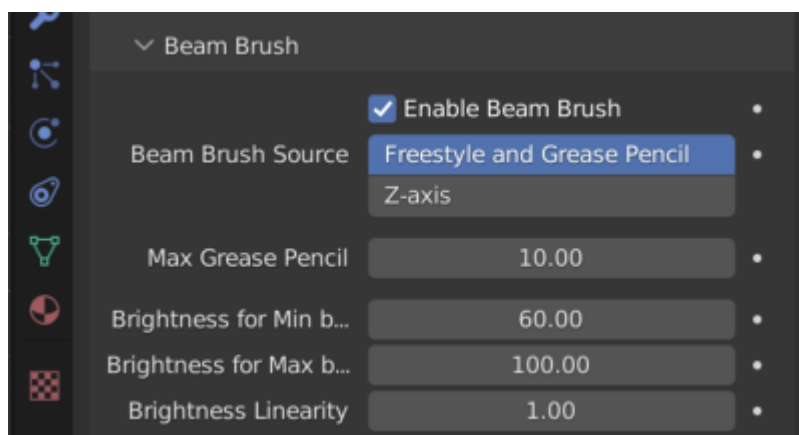 Beam Brush
Enable Beam Brush
Beam Brush Source Freestyle and Grease Pencil
Z-axis
Max Grease Pencil 10.00
Brightness for Min b... 60.00
Brightness for Max b... 100.00
Brightness Linearity 1.00